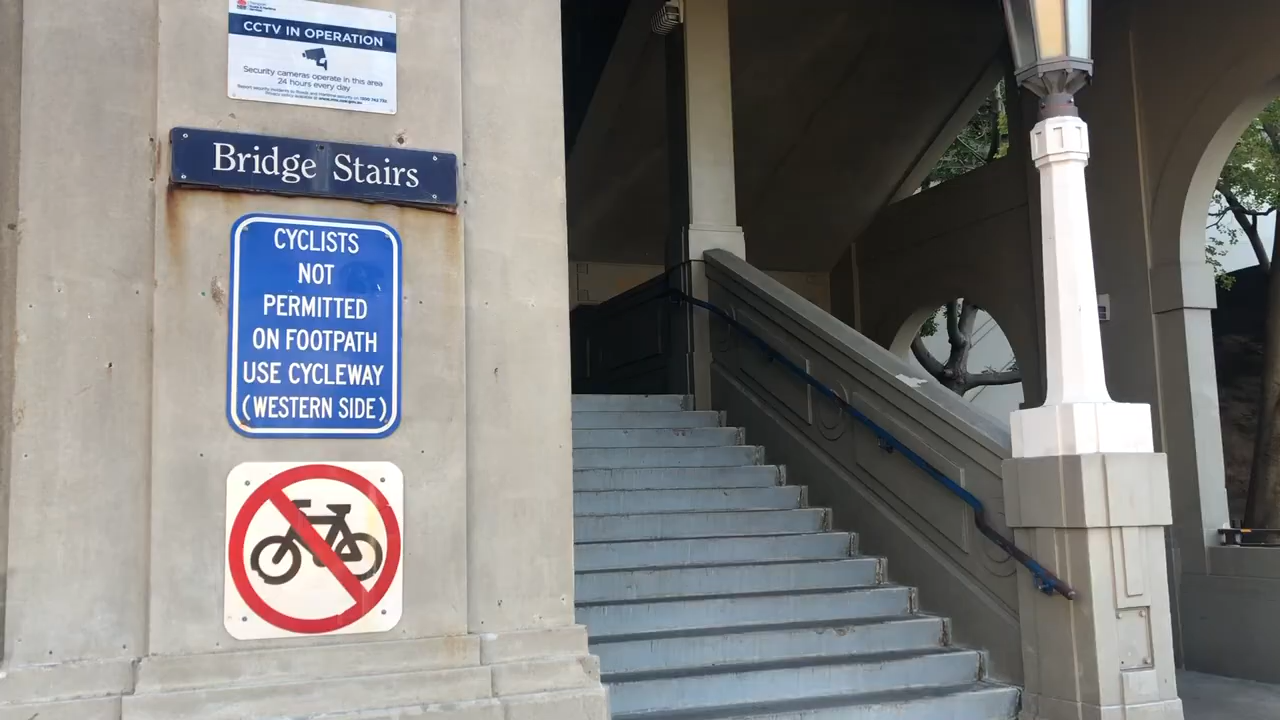 CCTV IN OPERATION
Security cameras operate in this area
24 hours every day
Bridge Stairs
CYCLISTS
NOT
PERMITTED
ON FOOTPATH
USE CYCLEWAY
(WESTERN SIDE)